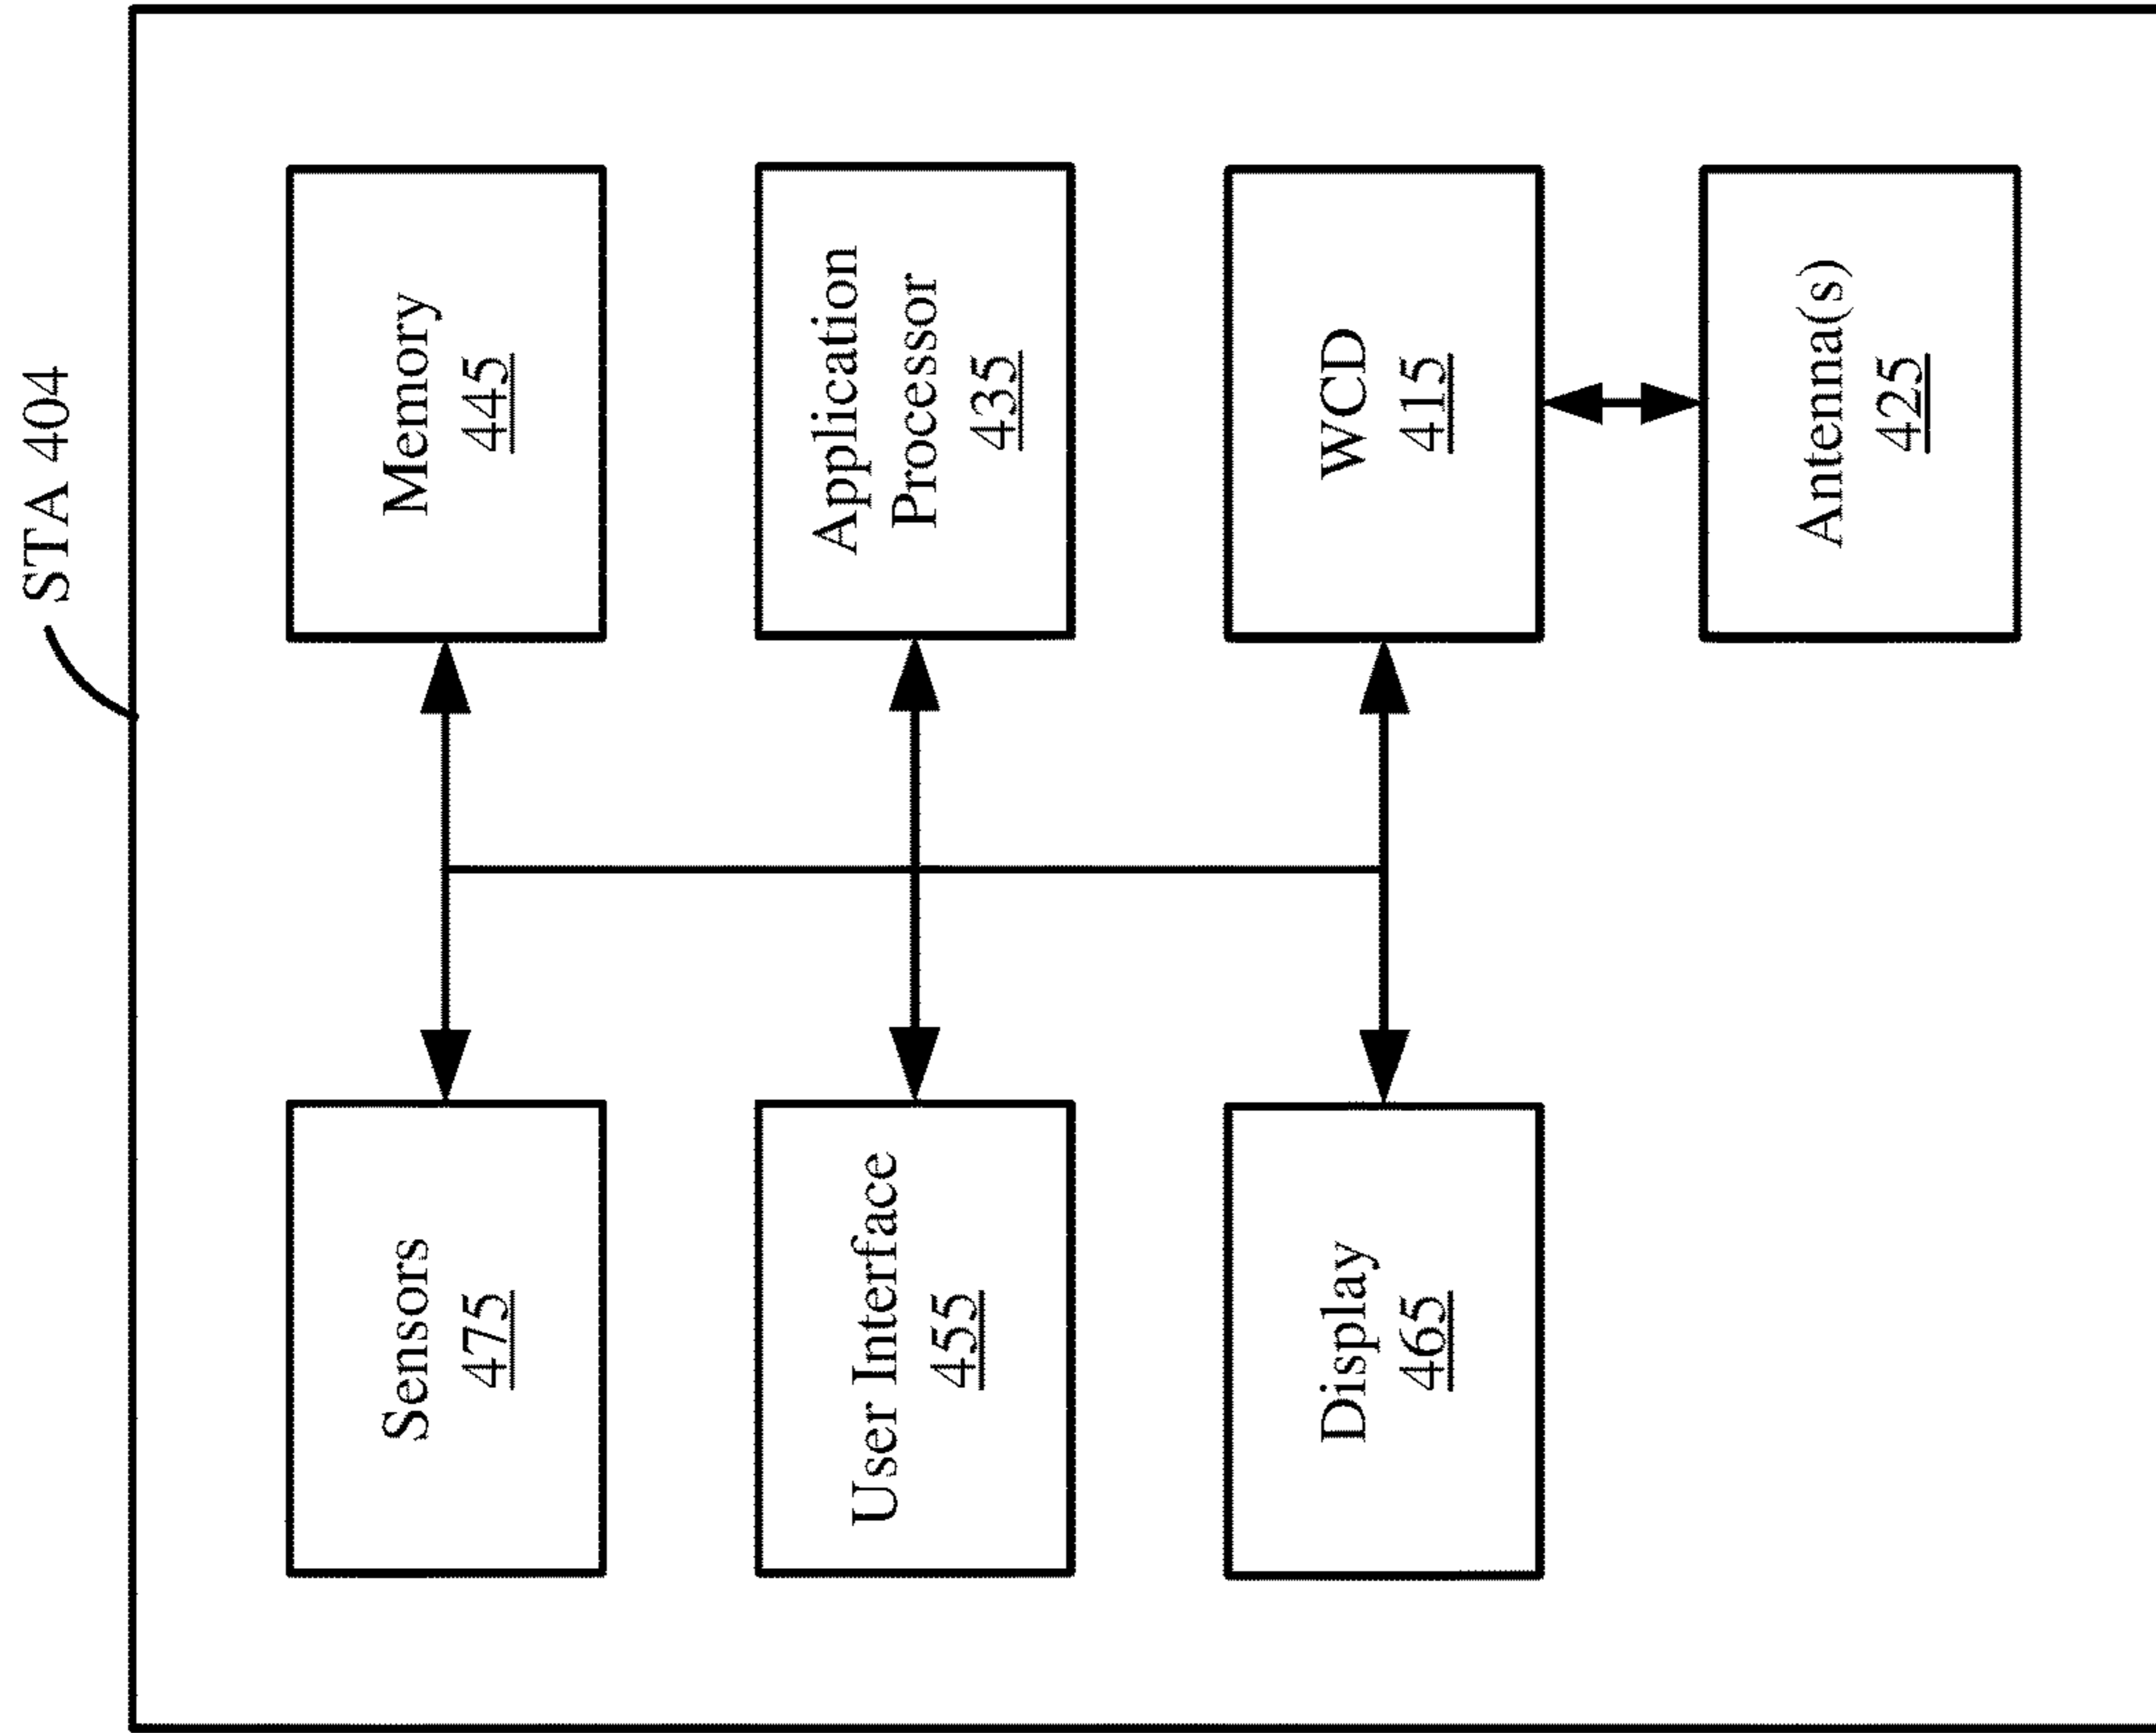 STA 404
Sensors
475
Memory
445
User Interface
455
Application
Processor
435
Display
465
WCD
415
Antenna(s)
425